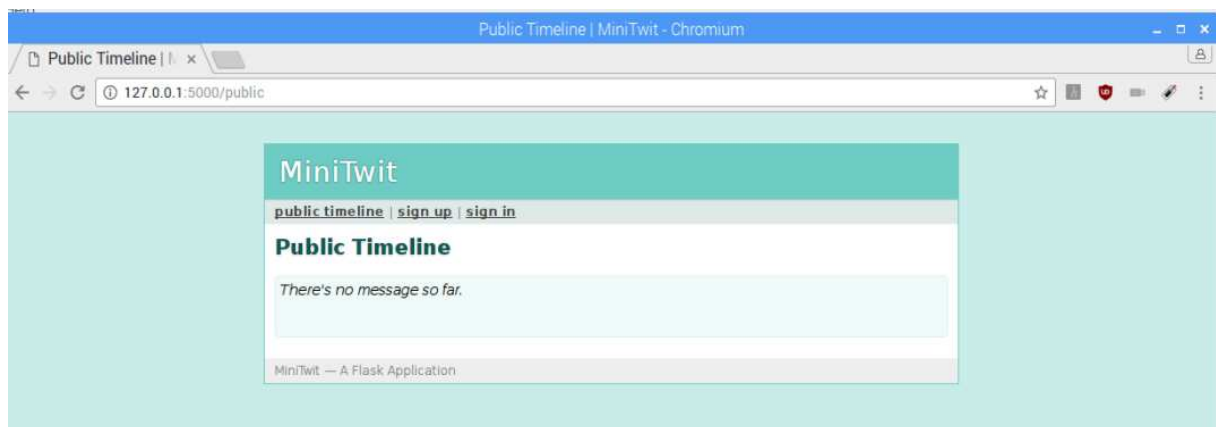 Public Timeline | MiniTwit - Chromium
Public Timeline |
127.0.0.1:5000/public
MiniTwit
public timeline | sign up | sign in
Public Timeline
There's no message so far.
MiniTwit — A Flask Application